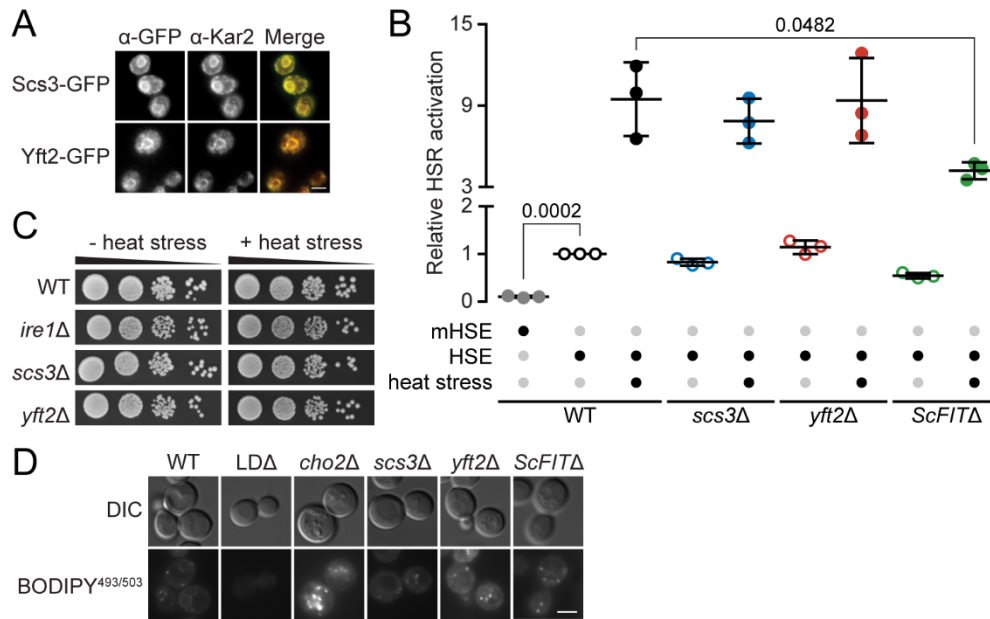 A
α-GFP α-Kar2 Merge
Scs3-GFP
Yft2-GFP
B
Relative HSR activation
15
9
3
2
1
0
0.0482
0.0002
mHSE
HSE
heat stress
WT scs3Δ yft2Δ ScFITΔ
C
- heat stress + heat stress
WT
ire1Δ
scs3Δ
yft2Δ
D
WT LDΔ cho2Δ scs3Δ yft2Δ ScFITΔ
DIC
BODIPY493/503